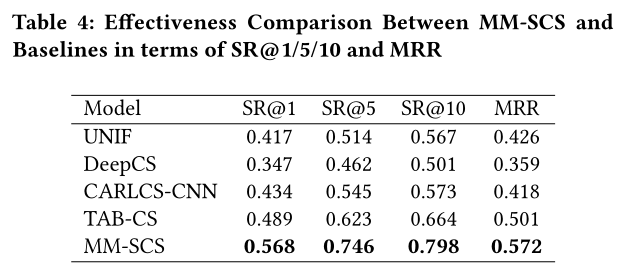 Table 4: Effectiveness Comparison Between MM-SCS and
Baselines in terms of SR@1/5/10 and MRR
Model SR@1 SR@5 SR@10 MRR
UNIF 0.417 0.514 0.567 0.426
DeepCS 0.347 0.462 0.501 0.359
CARLCS-CNN 0.434 0.545 0.573 0.418
TAB-CS 0.489 0.623 0.664 0.501
MM-SCS 0.568 0.746 0.798 0.572